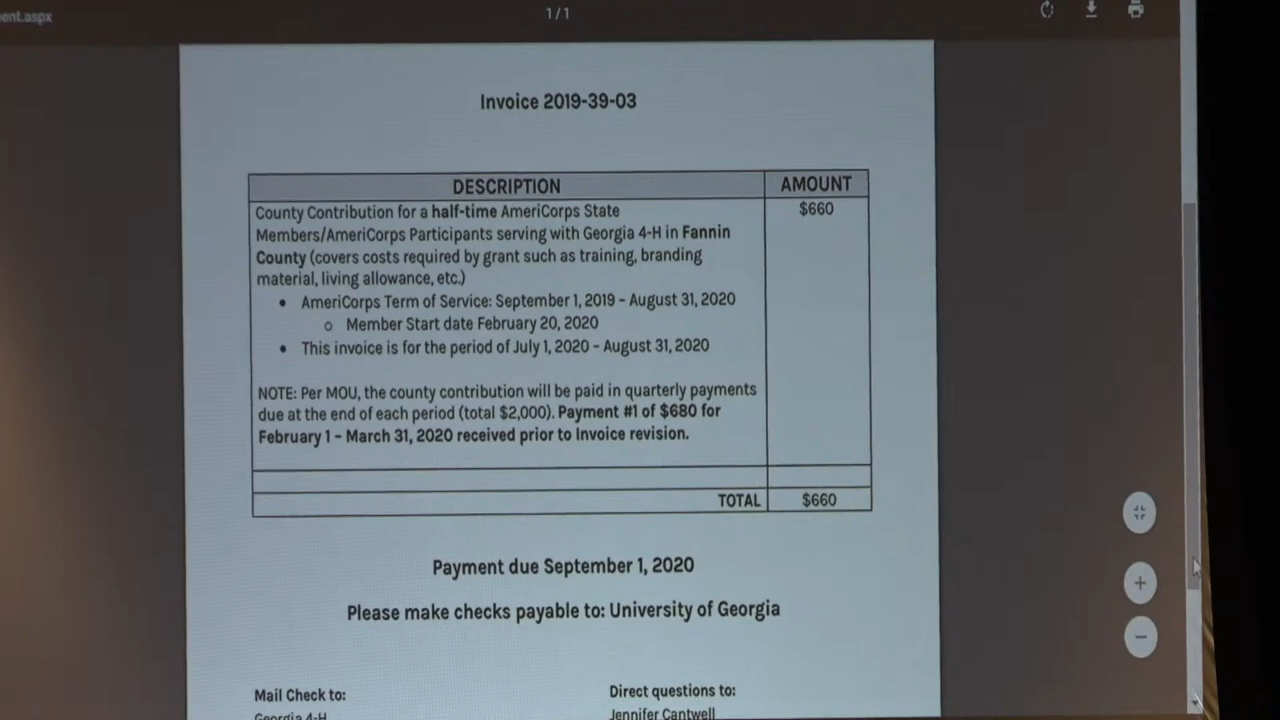 ent.aspx
1/1
Invoice 2019-39-03
DESCRIPTION AMOUNT
County Contribution for a half-time AmeriCorps State $660
Members/AmeriCorps Participants serving with Georgia 4-H in Fannin
County (covers costs required by grant such as training, branding
material, living allowance, etc.)
• AmeriCorps Term of Service: September 1, 2019 – August 31, 2020
o Member Start date February 20, 2020
• This invoice is for the period of July 1, 2020 – August 31, 2020
NOTE: Per MOU, the county contribution will be paid in quarterly payments
due at the end of each period (total $2,000). Payment #1 of $680 for
February 1 – March 31, 2020 received prior to Invoice revision.
TOTAL $660
Payment due September 1, 2020
Please make checks payable to: University of Georgia
Mail Check to: Direct questions to:
Georgia 4-H Jennifer Cantwell